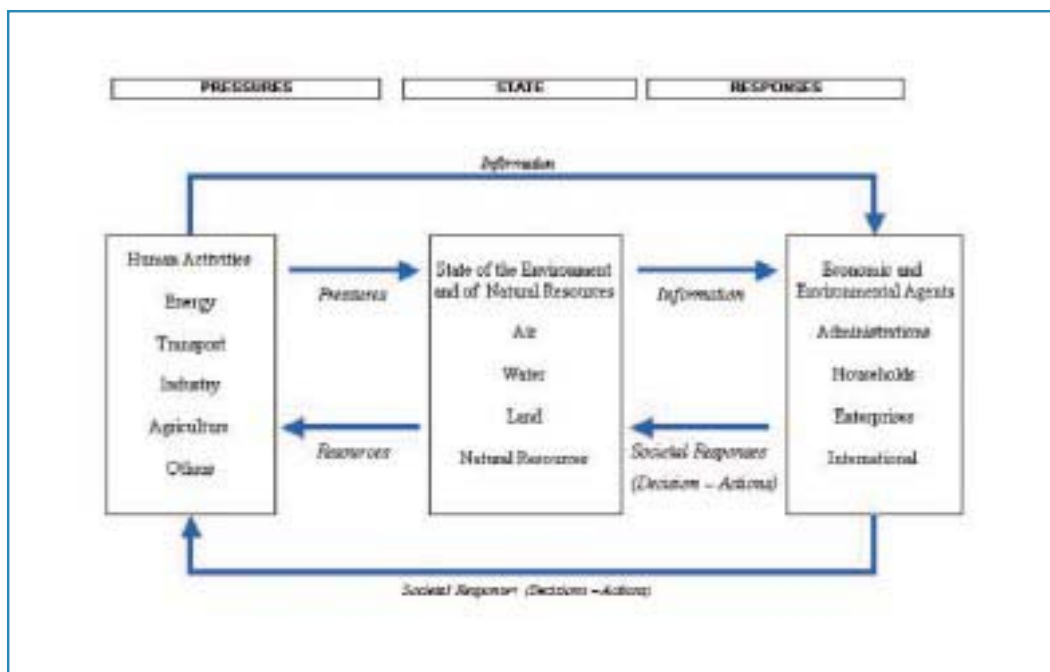 PRESSURES
STATE
RESPONSES
Information
Human Activities
Energy
Transport
Industry
Agriculture
Others
Pressures
Resources
State of the Environment
and of Natural Resources
Air
Water
Land
Natural Resources
Information
Societal Responses
(Decision – Actions)
Economic and
Environmental Agents
Administrations
Households
Enterprises
International
Societal Responses (Decisions – Actions)